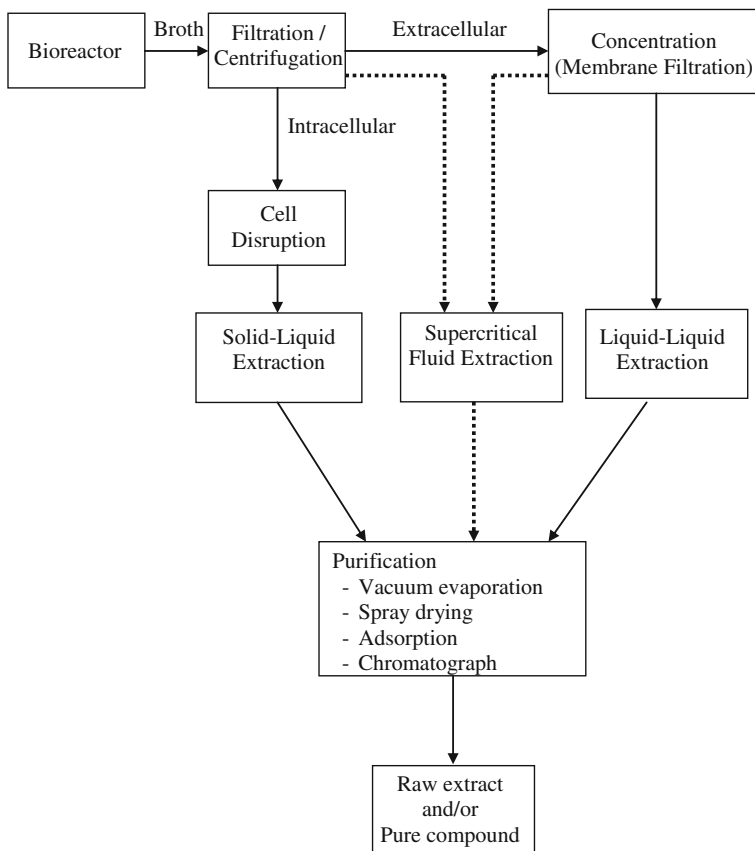 Bioreactor
Broth
Filtration /
Centrifugation
Extracellular
Concentration
(Membrane Filtration)
Intracellular
Cell
Disruption
Solid-Liquid
Extraction
Supercritical
Fluid Extraction
Liquid-Liquid
Extraction
Purification
- Vacuum evaporation
- Spray drying
- Adsorption
- Chromatograph
Raw extract
and/or
Pure compound